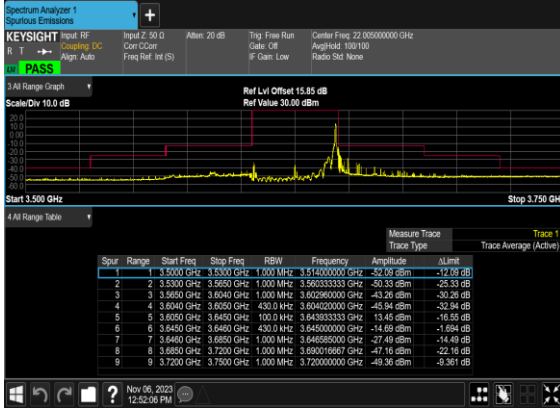 Spectrum Analyzer 1
Spurious Emissions
+
KEYSIGHT Input: RF Input Z: 50 Ω Atten: 20 dB Trig: Free Run Center Freq: 22.005000000 GHz
R T Coupling: DC Corr CCorr Gate: Off Avg|Hold: 100/100
Align: Auto Freq Ref: Int (S) IF Gain: Low Radio Std: None
PASS
3 All Range Graph
Ref Lvl Offset 15.85 dB
Scale/Div 10.0 dB Ref Value 30.00 dBm
20.0
10.0
0.00
-10.0
-20.0
-30.0
-40.0
-50.0
-60.0
Start 3.500 GHz Stop 3.750 GH
4 All Range Table
Measure Trace Trace 1
Trace Type Trace Average (Active)
Spur Range Start Freq Stop Freq RBW Frequency Amplitude ΔLimit
1 1 3.5000 GHz 3.5300 GHz 1.000 MHz 3.514000000 GHz -52.09 dBm -12.09 dB
2 2 3.5300 GHz 3.5650 GHz 1.000 MHz 3.560333333 GHz -50.33 dBm -25.33 dB
3 3 3.5650 GHz 3.6040 GHz 1.000 MHz 3.602960000 GHz -43.26 dBm -30.26 dB
4 4 3.6040 GHz 3.6050 GHz 430.0 kHz 3.604020000 GHz -45.94 dBm -32.94 dB
5 5 3.6050 GHz 3.6450 GHz 100.0 kHz 3.643933333 GHz 13.45 dBm -16.55 dB
6 6 3.6450 GHz 3.6460 GHz 430.0 kHz 3.645000000 GHz -14.69 dBm -1.694 dB
7 7 3.6460 GHz 3.6850 GHz 1.000 MHz 3.646585000 GHz -27.49 dBm -14.49 dB
8 8 3.6850 GHz 3.7200 GHz 1.000 MHz 3.690016667 GHz -47.16 dBm -22.16 dB
9 9 3.7200 GHz 3.7500 GHz 1.000 MHz 3.720000000 GHz -49.36 dBm -9.361 dB
? Nov 06, 2023
12:52:06 PM